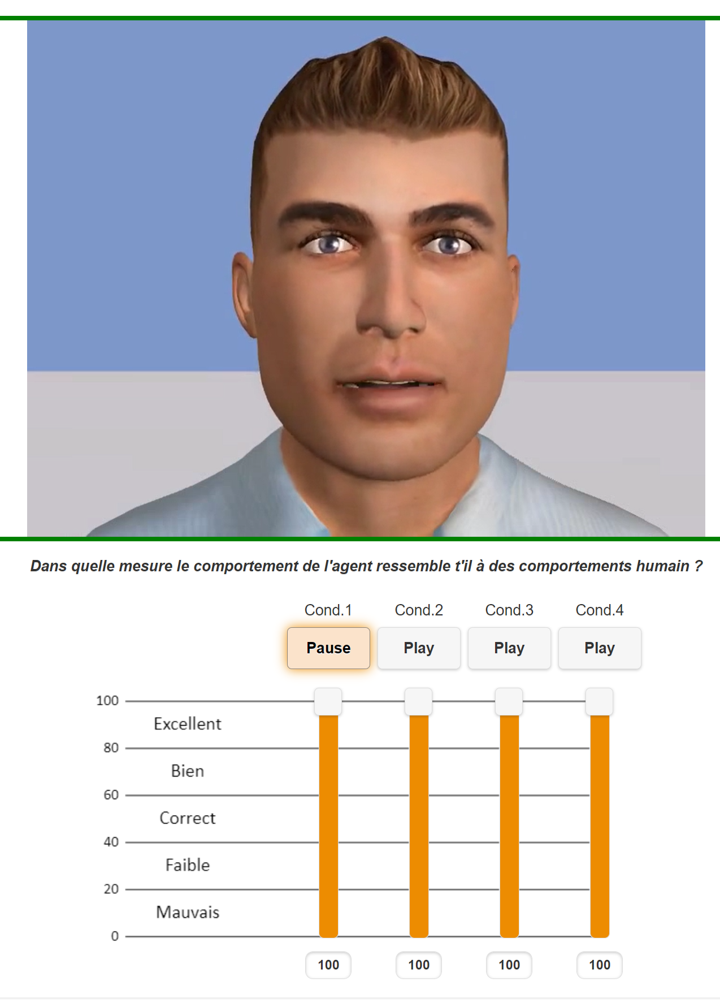 Dans quelle mesure le comportement de l'agent ressemble t'il à des comportements humain ?
Cond.1 Cond.2 Cond.3 Cond.4
Pause Play Play Play
100
Excellent
80
Bien
60
Correct
40
Faible
20
Mauvais
0
100 100 100 100